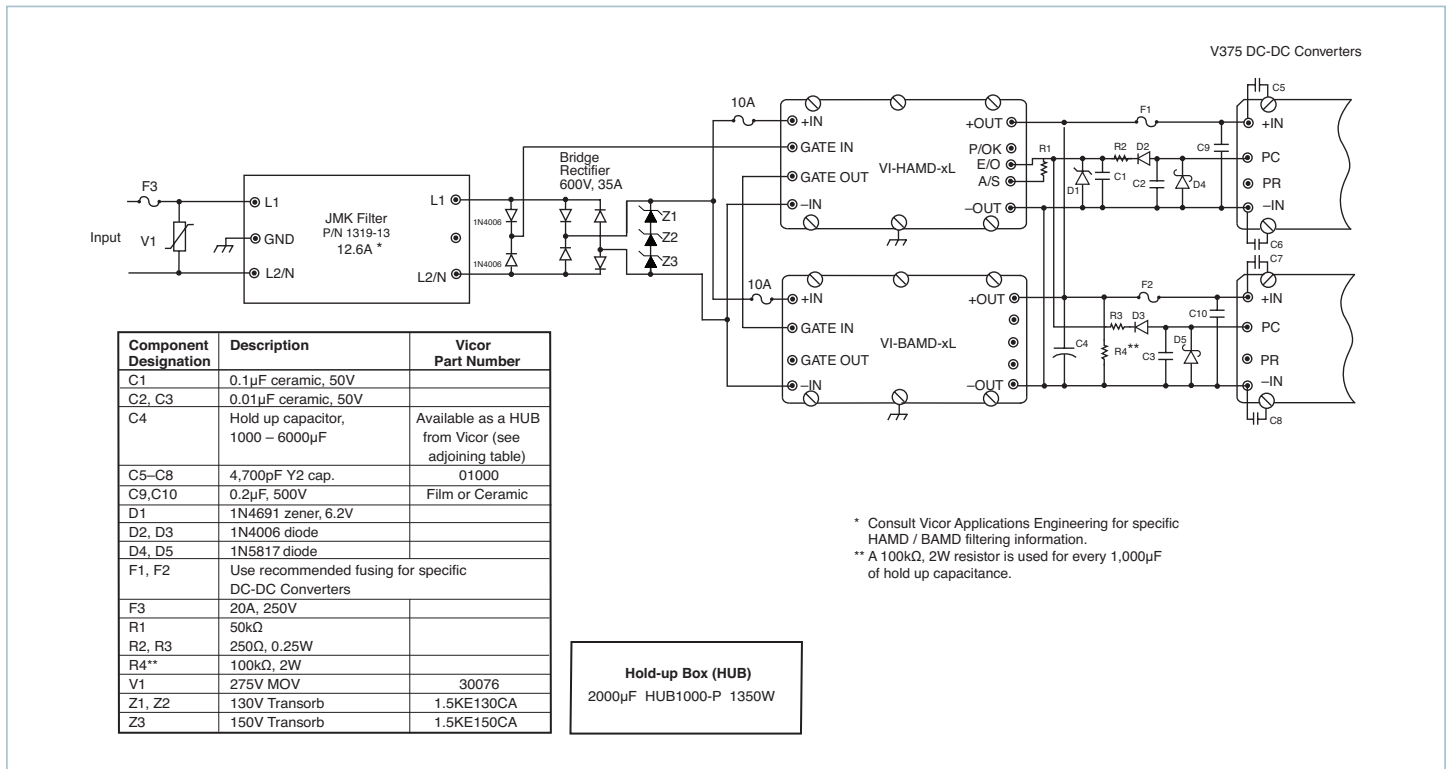 V375 DC-DC Converters
Input
F3
V1
L1
GND
L2/N
JMK Filter
P/N 1319-13
12.6A *
L1
L2/N
1N4006
1N4006
Bridge
Rectifier
600V, 35A
Z1
Z2
Z3
10A
+IN
GATE IN
GATE OUT
–IN
VI-HAMD-xL
+OUT
P/OK
E/O
A/S
–OUT
R1
D1
C1
R2
D2
C2
D4
F1
C9
C5
+IN
PC
PR
–IN
C6
10A
+IN
GATE IN
GATE OUT
–IN
VI-BAMD-xL
+OUT
–OUT
C4
R4**
R3
D3
C3
D5
F2
C10
C7
+IN
PC
PR
–IN
C8
Component Designation Description Vicor Part Number
C1 0.1µF ceramic, 50V
C2, C3 0.01µF ceramic, 50V
C4 Hold up capacitor, Available as a HUB
1000 – 6000µF from Vicor (see
adjoining table)
C5–C8 4,700pF Y2 cap. 01000
C9,C10 0.2µF, 500V Film or Ceramic
D1 1N4691 zener, 6.2V
D2, D3 1N4006 diode
D4, D5 1N5817 diode
F1, F2 Use recommended fusing for specific
DC-DC Converters
F3 20A, 250V
R1 50kΩ
R2, R3 250Ω, 0.25W
R4** 100kΩ, 2W
V1 275V MOV 30076
Z1, Z2 130V Transorb 1.5KE130CA
Z3 150V Transorb 1.5KE150CA
Hold-up Box (HUB)
2000µF HUB1000-P 1350W
* Consult Vicor Applications Engineering for specific
HAMD / BAMD filtering information.
** A 100kΩ, 2W resistor is used for every 1,000µF
of hold up capacitance.